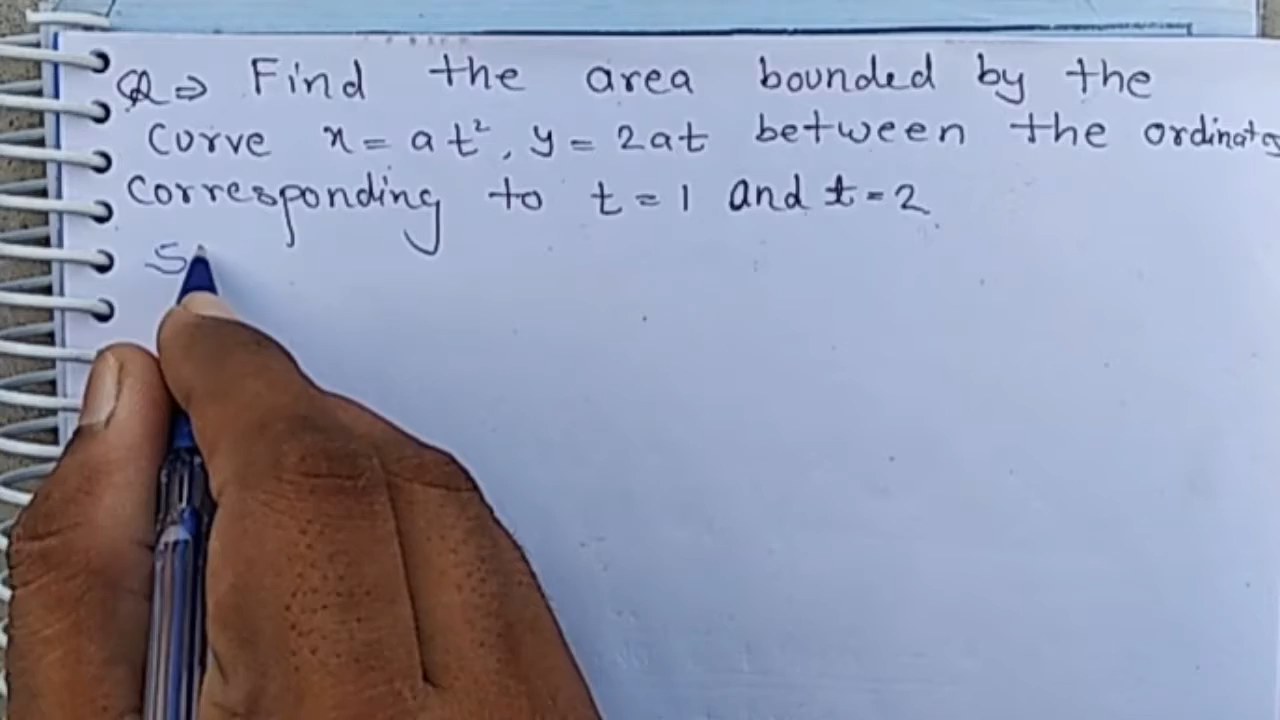 Q ⇒ Find the area bounded by the
Curve x = at², y = 2at between the ordinates
Corresponding to t = 1 and t = 2
S